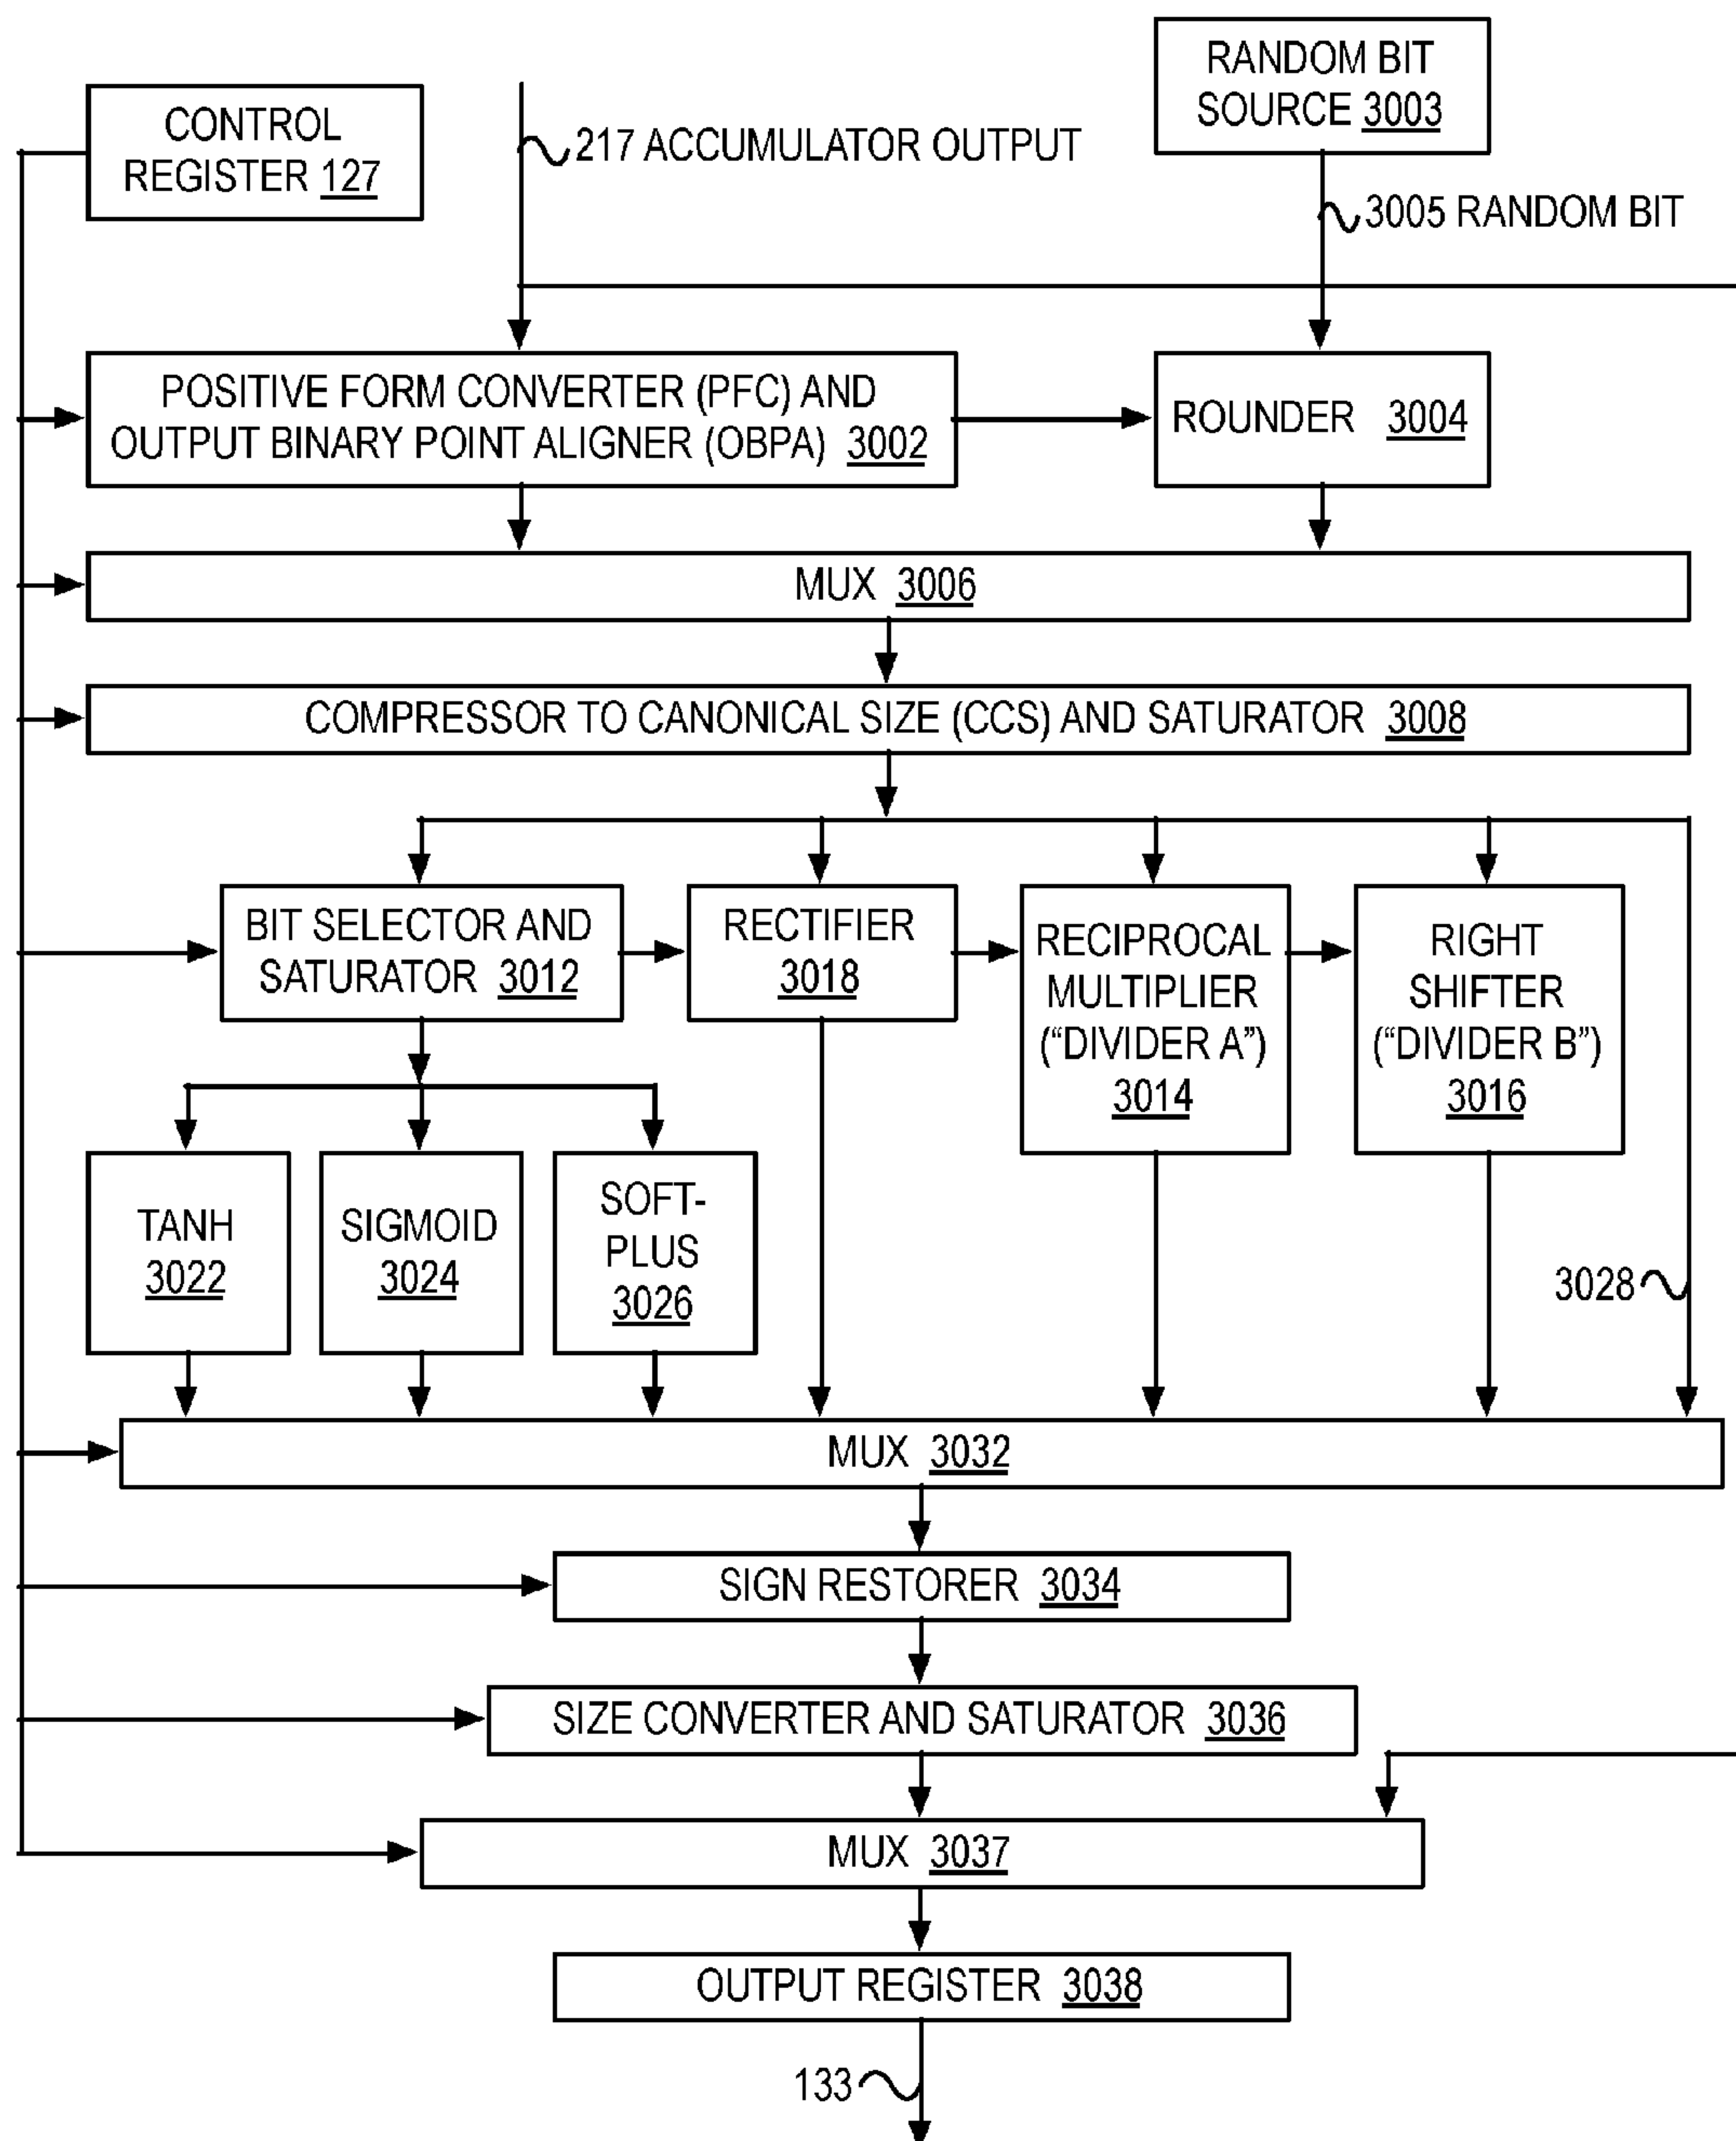 RANDOM BIT
SOURCE 3003
CONTROL
REGISTER 127
217 ACCUMULATOR OUTPUT
3005 RANDOM BIT
POSITIVE FORM CONVERTER (PFC) AND
OUTPUT BINARY POINT ALIGNER (OBPA) 3002
ROUNDER 3004
MUX 3006
COMPRESSOR TO CANONICAL SIZE (CCS) AND SATURATOR 3008
BIT SELECTOR AND
SATURATOR 3012
RECTIFIER
3018
RECIPROCAL
MULTIPLIER
(“DIVIDER A”)
3014
RIGHT
SHIFTER
(“DIVIDER B”)
3016
TANH
3022
SIGMOID
3024
SOFT-
PLUS
3026
3028
MUX 3032
SIGN RESTORER 3034
SIZE CONVERTER AND SATURATOR 3036
MUX 3037
OUTPUT REGISTER 3038
133